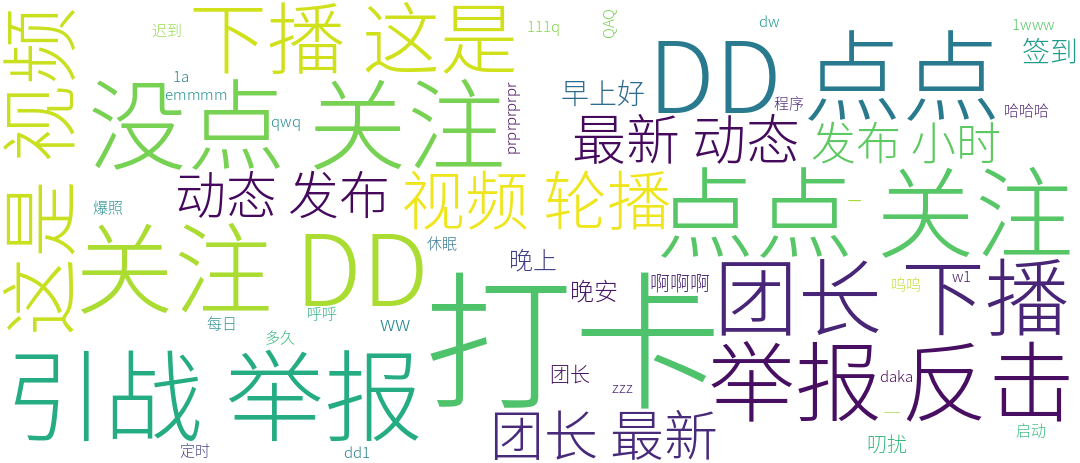 下播 这是
这是 视频
迟到
1a
emmmm
没点 关注
qwq
prprprprpr
111q
QAQ
dw
1www
签到
早上好
DD 点点
程序
哈哈哈
最新 动态
发布 小时
动态 发布
视频 轮播
点点 关注
爆照
关注 DD
休眠
晚上
晚安
啊啊啊
呜呜
w1
团长 下播
每日
呼呼
WW
多久
打卡
引战 举报
团长
zzz
举报 反击
daka
团长 最新
定时
dd1
叨扰
启动
一
一